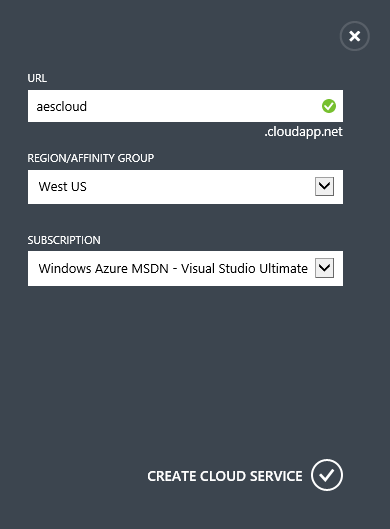 URL
aescloud
.cloudapp.net
REGION/AFFINITY GROUP
West US
SUBSCRIPTION
Windows Azure MSDN - Visual Studio Ultimate
CREATE CLOUD SERVICE